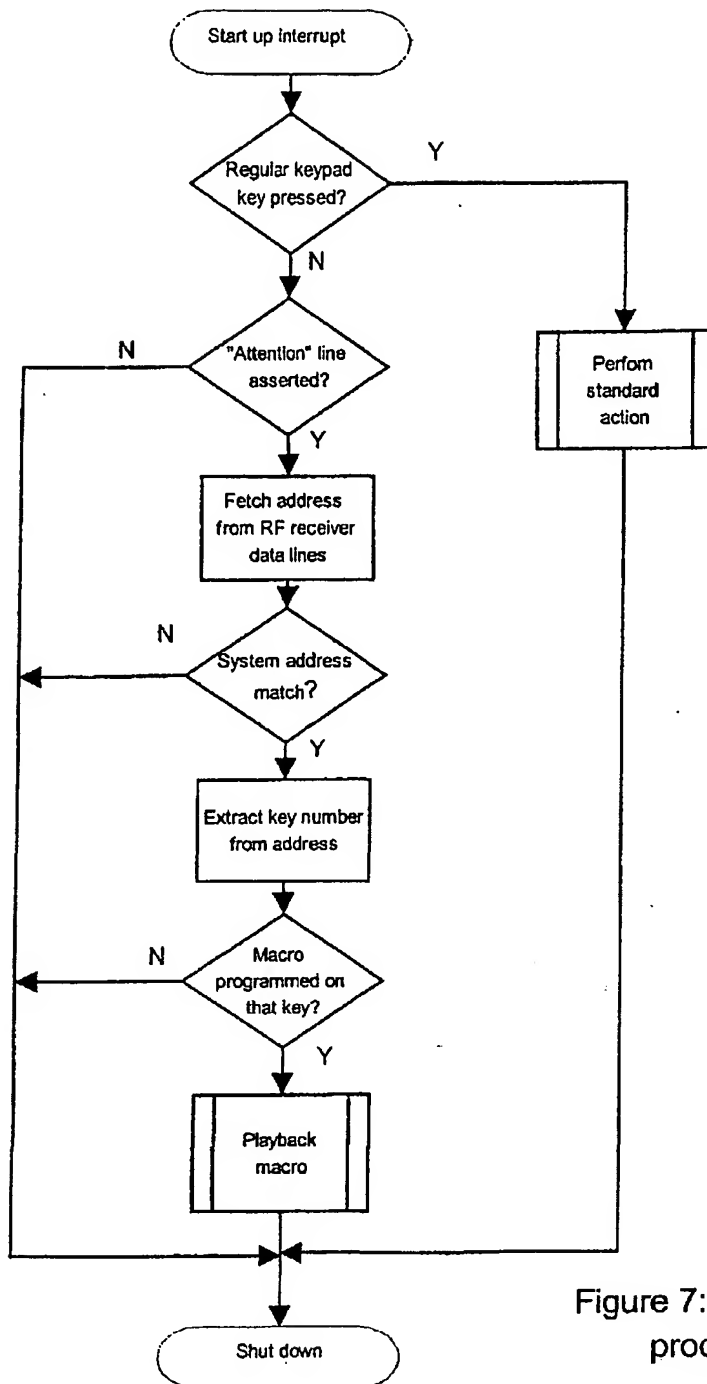 Start up interrupt
Regular keypad
key pressed?
Y
N
"Attention" line
asserted?
N
Y
Perfom
standard
action
Fetch address
from RF receiver
data lines
N
System address
match?
Y
Extract key number
from address
N
Macro
programmed on
that key?
Y
Playback
macro
Shut down
Figure 7: